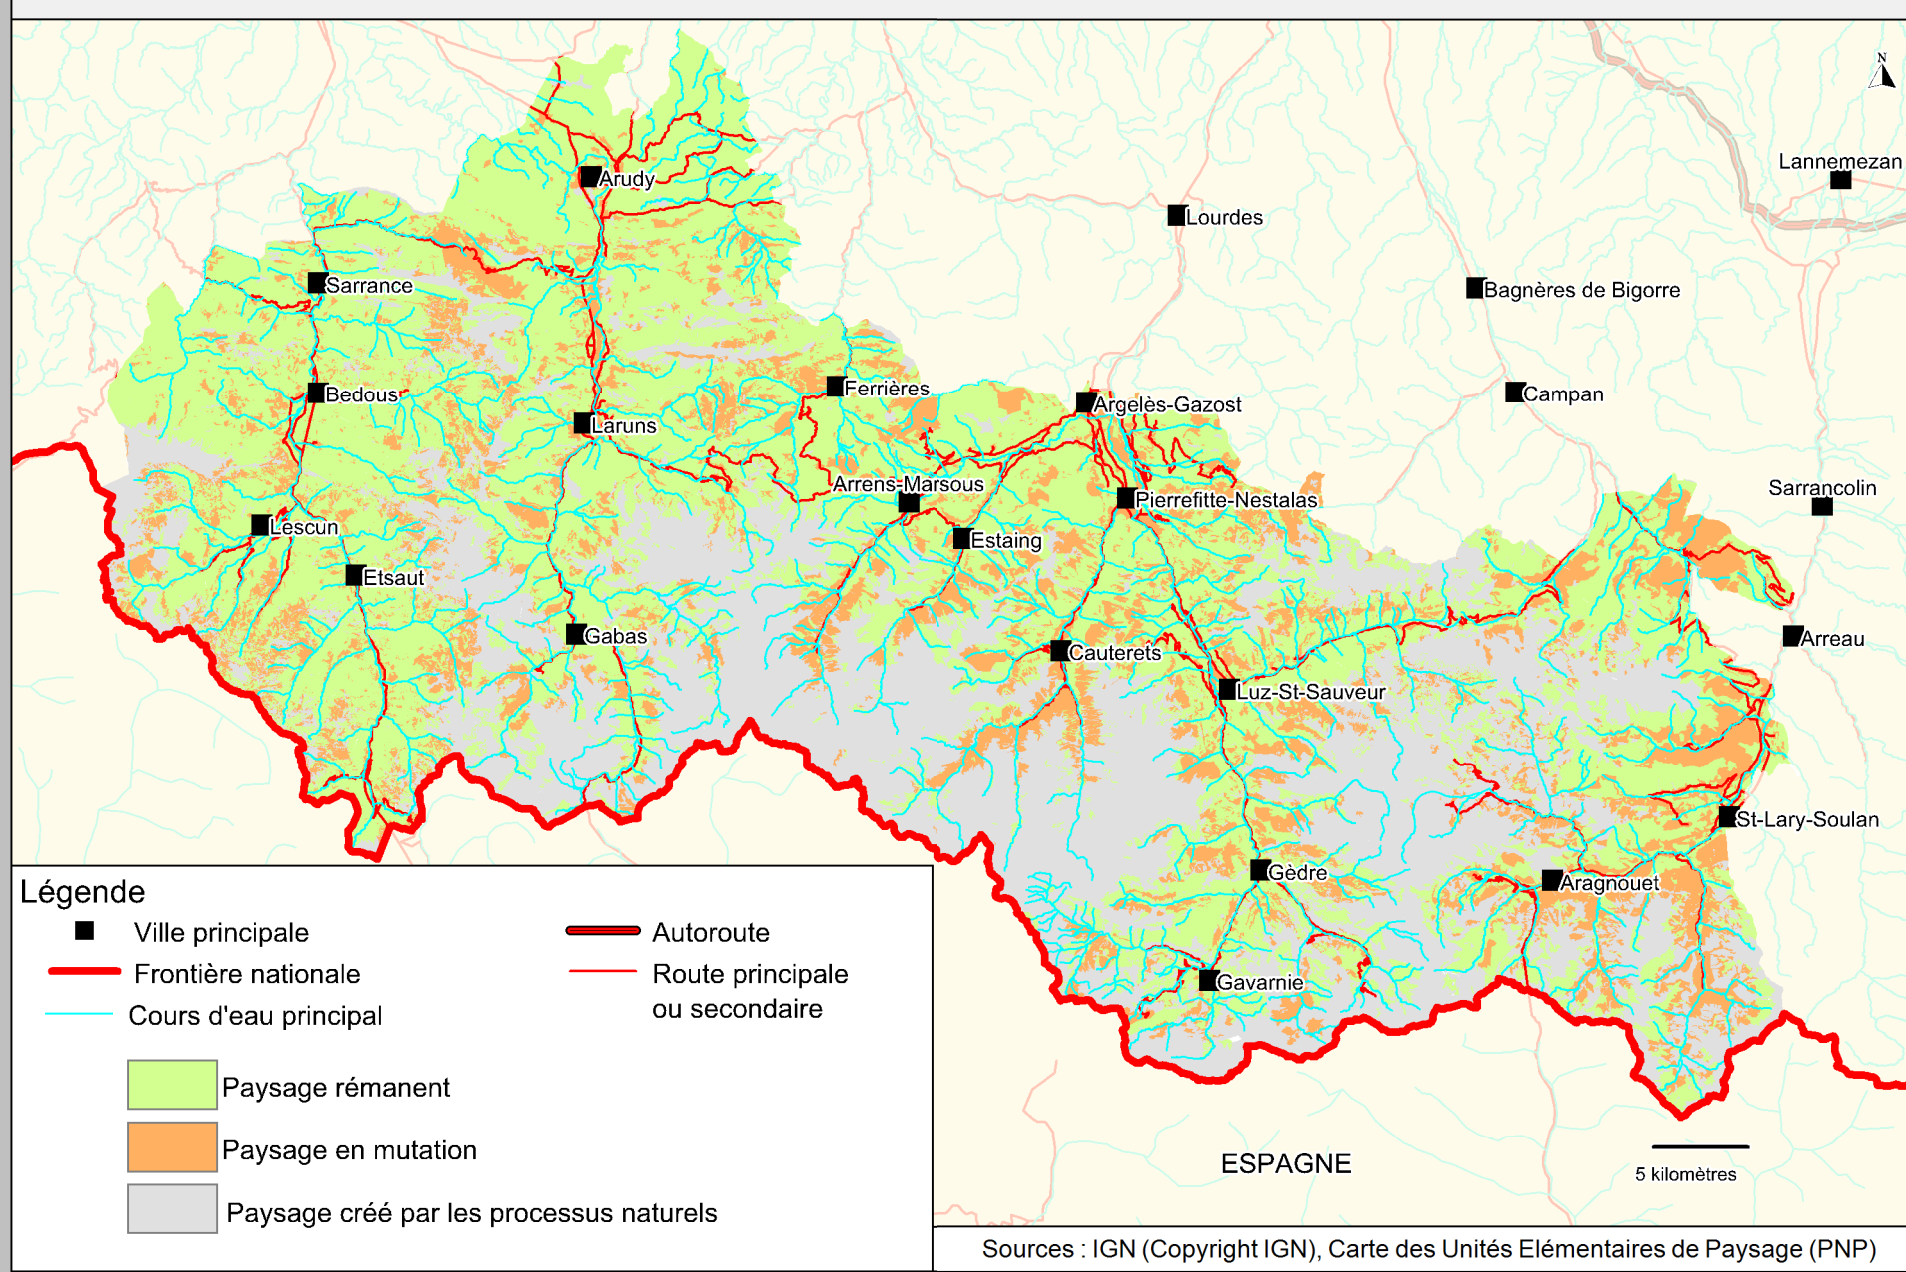 N
Lannemezan
Arudy
Lourdes
Sarrance
Bagnères de Bigorre
Bedous
Ferrières
Campan
Argelès-Gazost
Laruns
Arrens-Marsous
Pierrefitte-Nestalas
Sarrancolin
Lescun
Estaing
Etsaut
Gabas
Cauterets
Arreau
Luz-St-Sauveur
St-Lary-Soulan
Gèdre
Aragnouet
Gavarnie
ESPAGNE
5 kilomètres
Légende
Ville principale
Autoroute
Frontière nationale
Route principale
ou secondaire
Cours d'eau principal
Paysage rémanent
Paysage en mutation
Paysage créé par les processus naturels
Sources : IGN (Copyright IGN), Carte des Unités Elémentaires de Paysage (PNP)